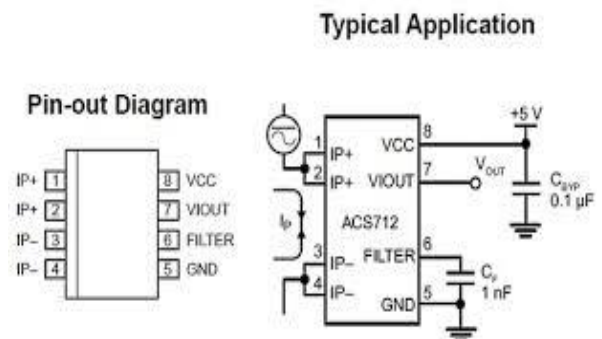 Typical Application
Pin-out Diagram
IP+ 1
IP+ 2
IP– 3
IP– 4
8 VCC
7 VIOUT
6 FILTER
5 GND
+5 V
1 IP+
2 IP+
3 IP–
4 IP–
IP
ACS712
VCC 8
VIOUT 7
VOUT
FILTER 6
GND 5
CBYP
0.1 µF
CF
1 nF